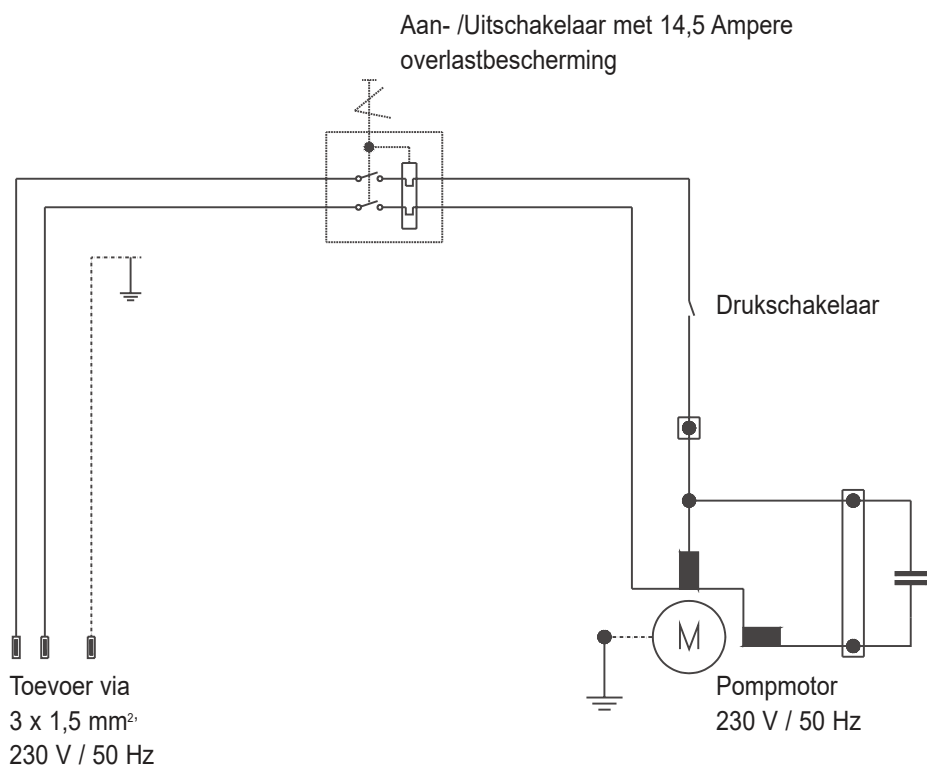 Aan- /Uitschakelaar met 14,5 Ampere
overlastbescherming
Drukschakelaar
M
Toevoer via
3 x 1,5 mm²,
230 V / 50 Hz
Pompmotor
230 V / 50 Hz